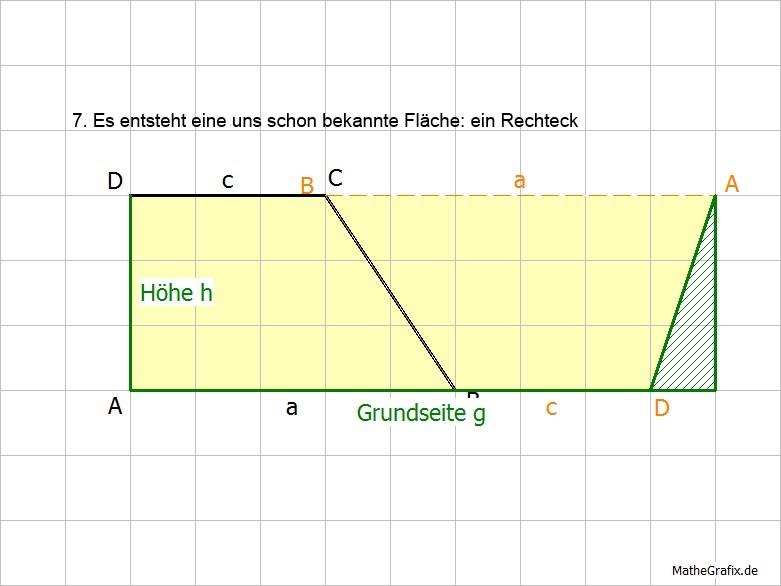 7. Es entsteht eine uns schon bekannte Fläche: ein Rechteck
D c B C a A
Höhe h
A a Grundseite g c D
MatheGrafix.de